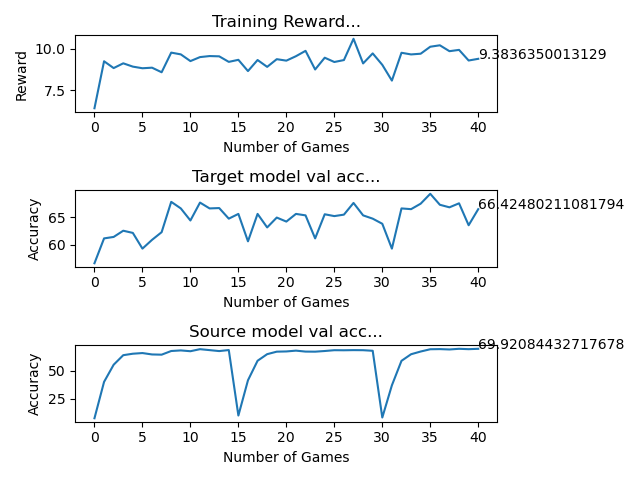 Training Reward...
10.0
7.5
Reward
9.3836350013129
0 5 10 15 20 25 30 35 40
Number of Games
Target model val acc...
65
60
Accuracy
66.42480211081794
0 5 10 15 20 25 30 35 40
Number of Games
Source model val acc...
50
25
Accuracy
69.92084432717678
0 5 10 15 20 25 30 35 40
Number of Games